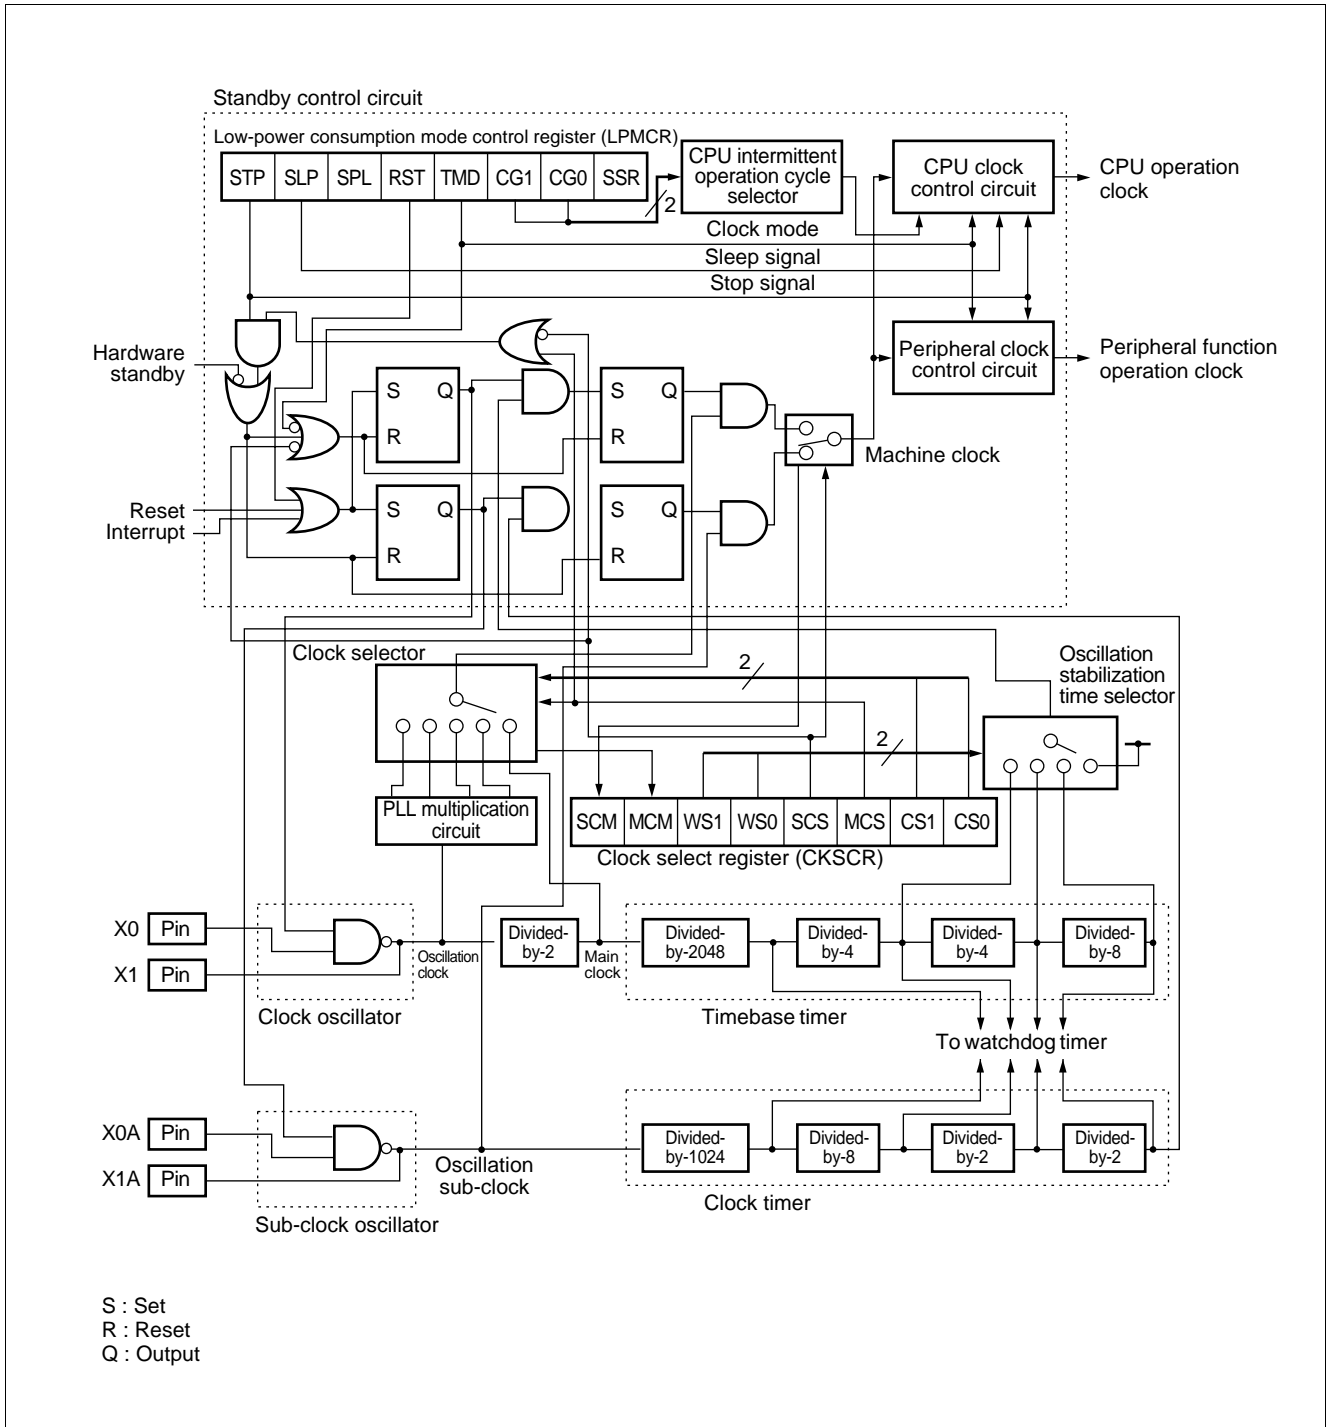 Standby control circuit
Low-power consumption mode control register (LPMCR)
STP SLP SPL RST TMD CG1 CG0 SSR
2
CPU intermittent
operation cycle
selector
CPU clock
control circuit
CPU operation
clock
Clock mode
Sleep signal
Stop signal
Hardware
standby
Peripheral clock
control circuit
Peripheral function
operation clock
S Q
R
S Q
R
Machine clock
Reset
Interrupt
S Q
R
S Q
R
Clock selector
2
Oscillation
stabilization
time selector
2
PLL multiplication
circuit
SCM MCM WS1 WS0 SCS MCS CS1 CS0
Clock select register (CKSCR)
X0 Pin
X1 Pin
Oscillation
clock
Divided-
by-2
Main
clock
Divided-
by-2048
Divided-
by-4
Divided-
by-4
Divided-
by-8
Clock oscillator
Timebase timer
To watchdog timer
X0A Pin
X1A Pin
Oscillation
sub-clock
Divided-
by-1024
Divided-
by-8
Divided-
by-2
Divided-
by-2
Clock timer
Sub-clock oscillator
S : Set
R : Reset
Q : Output